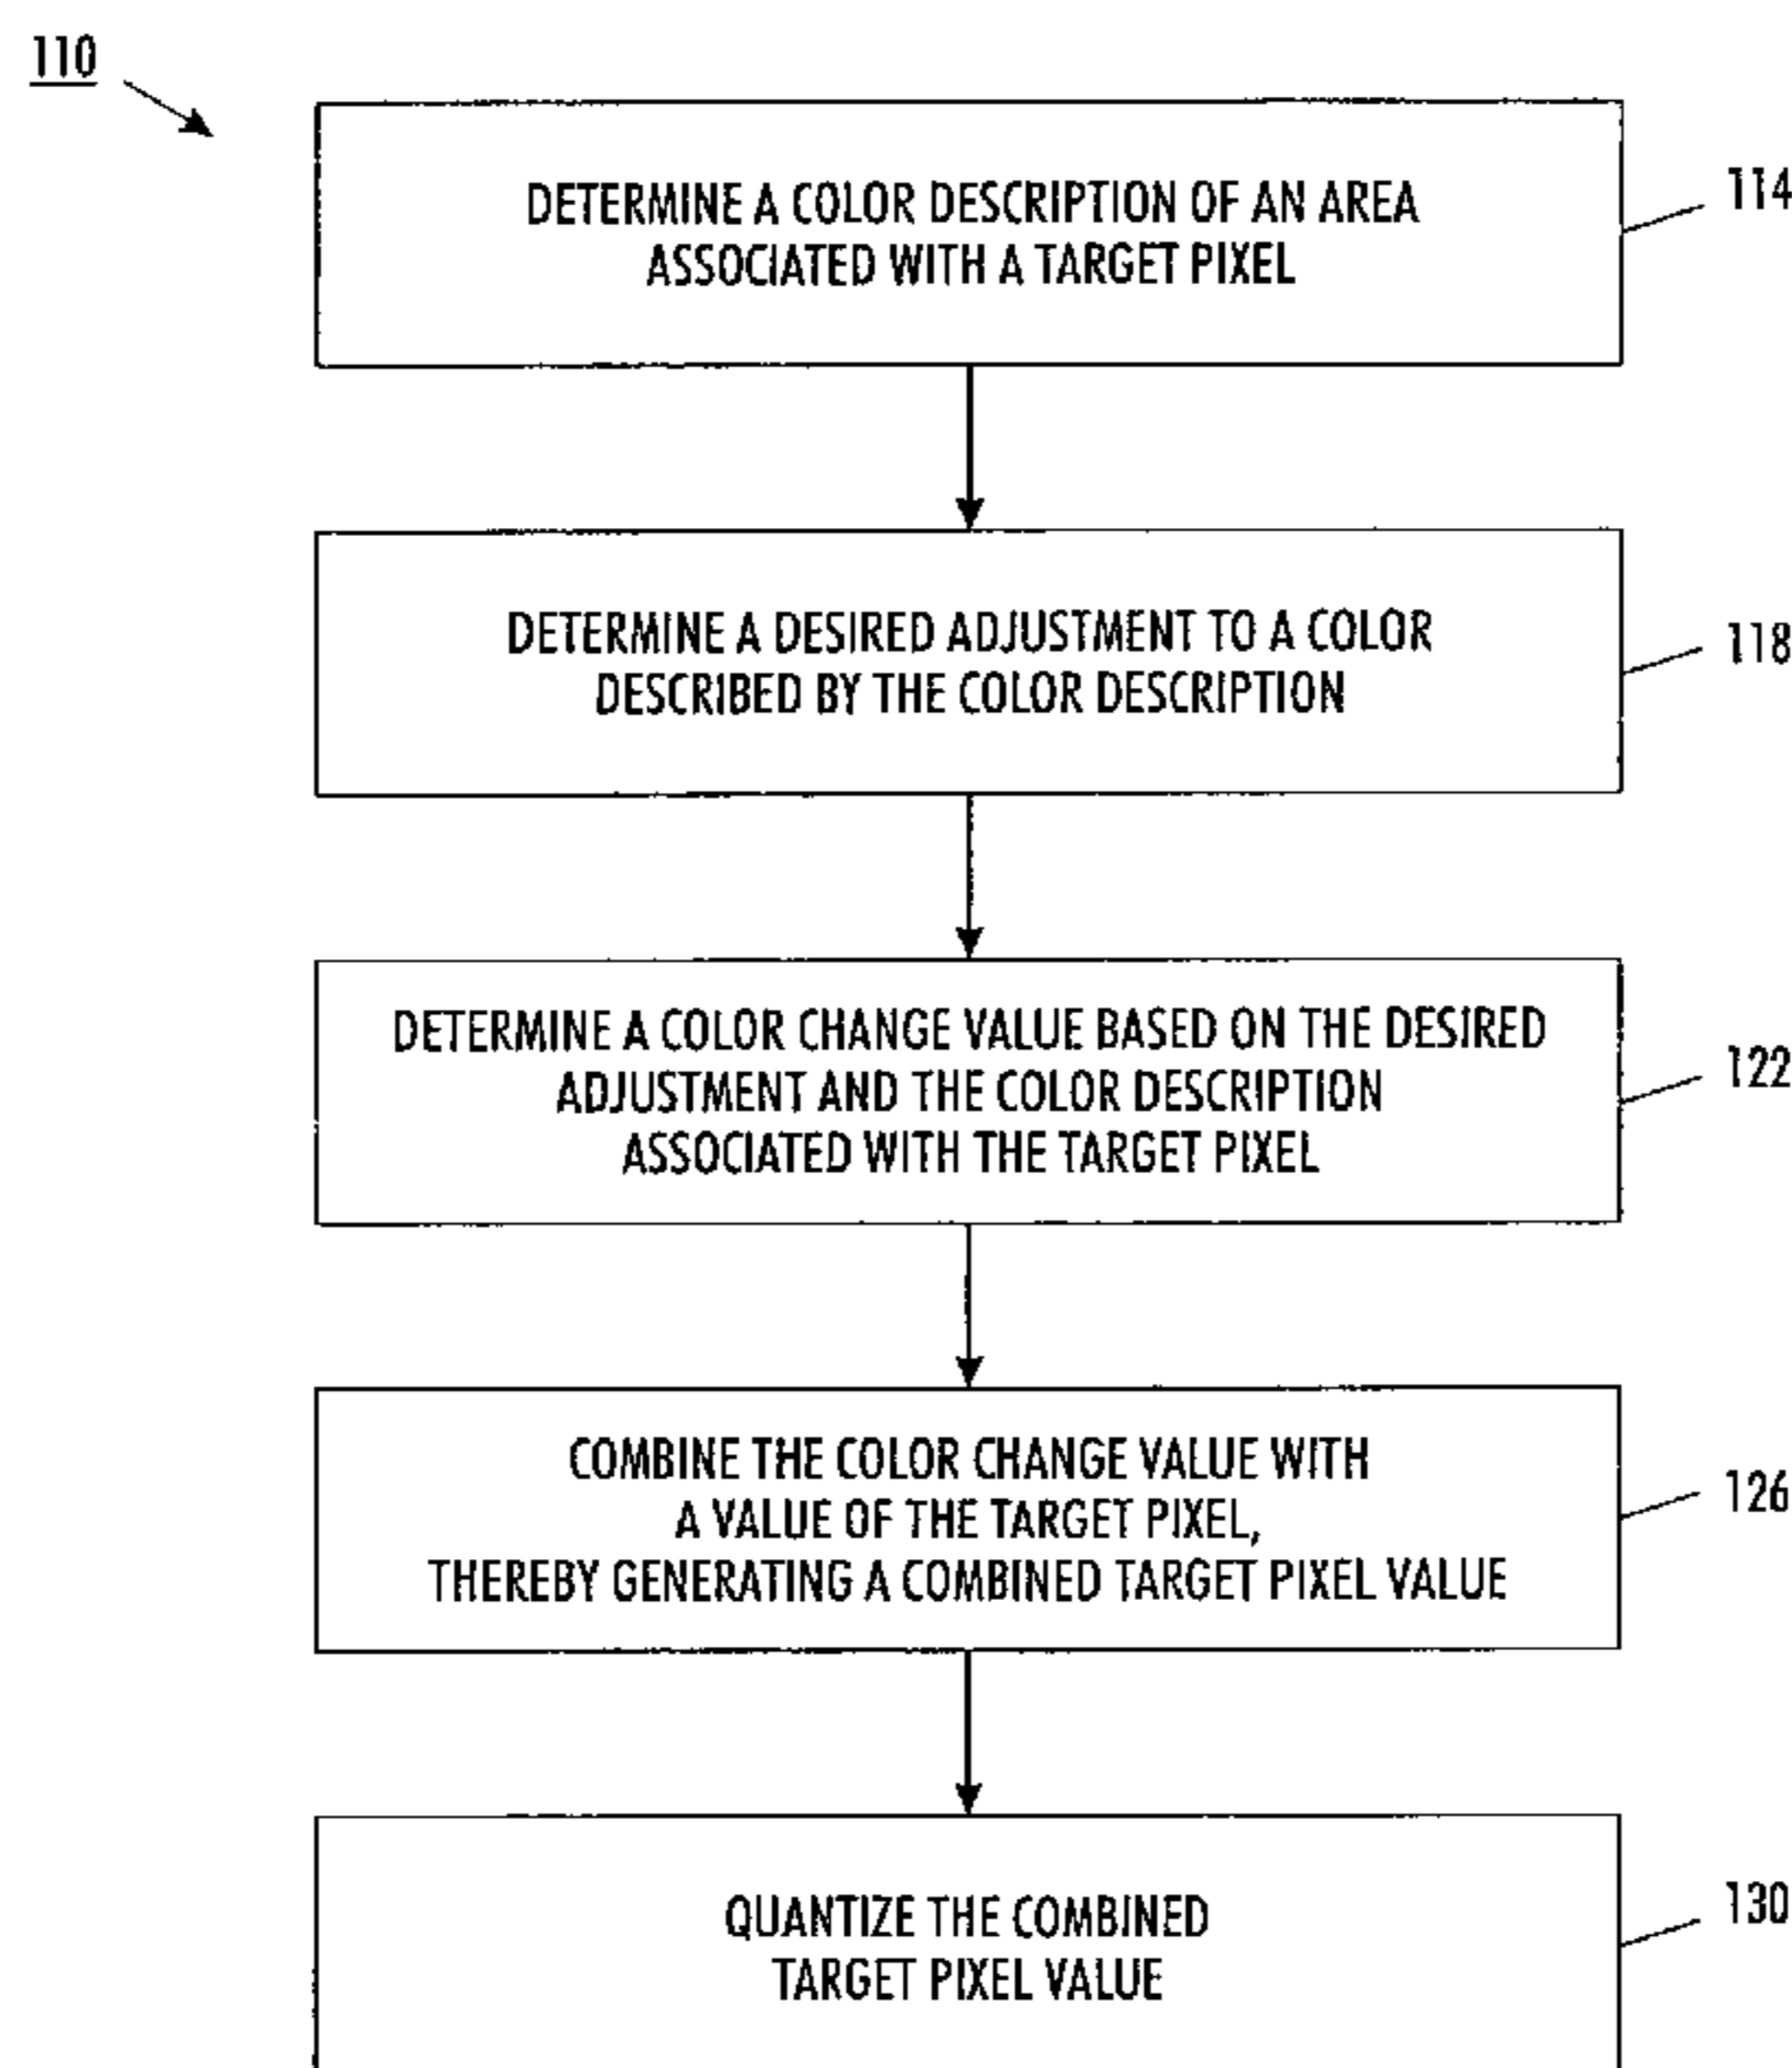 110
DETERMINE A COLOR DESCRIPTION OF AN AREA
ASSOCIATED WITH A TARGET PIXEL
114
DETERMINE A DESIRED ADJUSTMENT TO A COLOR
DESCRIBED BY THE COLOR DESCRIPTION
118
DETERMINE A COLOR CHANGE VALUE BASED ON THE DESIRED
ADJUSTMENT AND THE COLOR DESCRIPTION
ASSOCIATED WITH THE TARGET PIXEL
122
COMBINE THE COLOR CHANGE VALUE WITH
A VALUE OF THE TARGET PIXEL,
THEREBY GENERATING A COMBINED TARGET PIXEL VALUE
126
QUANTIZE THE COMBINED
TARGET PIXEL VALUE
130